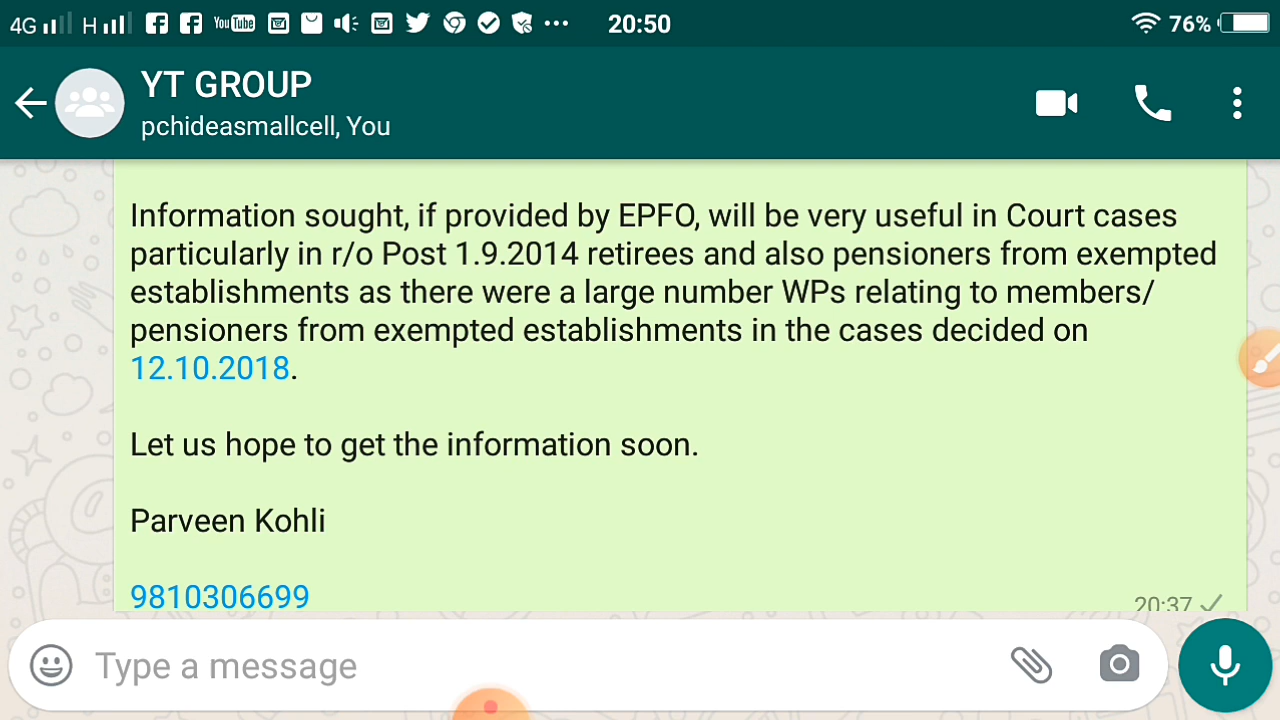 4G H YouTube 20:50 76%
YT GROUP
pchideasmallcell, You
Information sought, if provided by EPFO, will be very useful in Court cases
particularly in r/o Post 1.9.2014 retirees and also pensioners from exempted
establishments as there were a large number WPs relating to members/
pensioners from exempted establishments in the cases decided on
12.10.2018.
Let us hope to get the information soon.
Parveen Kohli
9810306699
20:37
Type a message